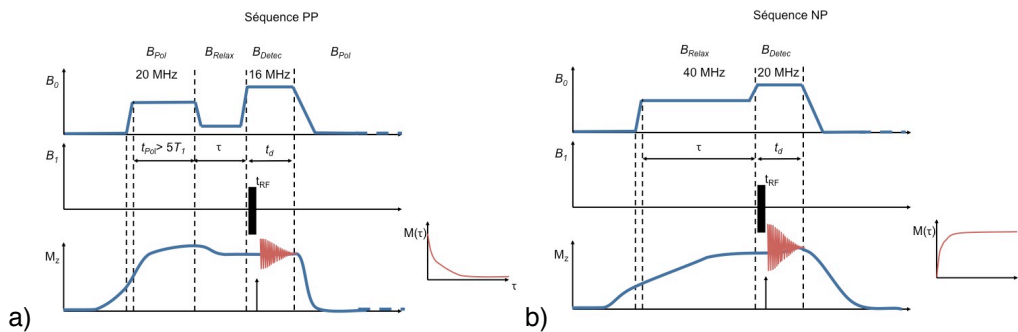 Séquence PP
B_Pol B_Relax B_Detec B_Pol
20 MHz 16 MHz
B_0
t_Pol> 5T_1 τ t_d
B_1
t_RF
M_z
M(τ)
τ
a)
Séquence NP
B_Relax B_Detec
40 MHz 20 MHz
B_0
τ t_d
B_1
t_RF
M_z
M(τ)
τ
b)